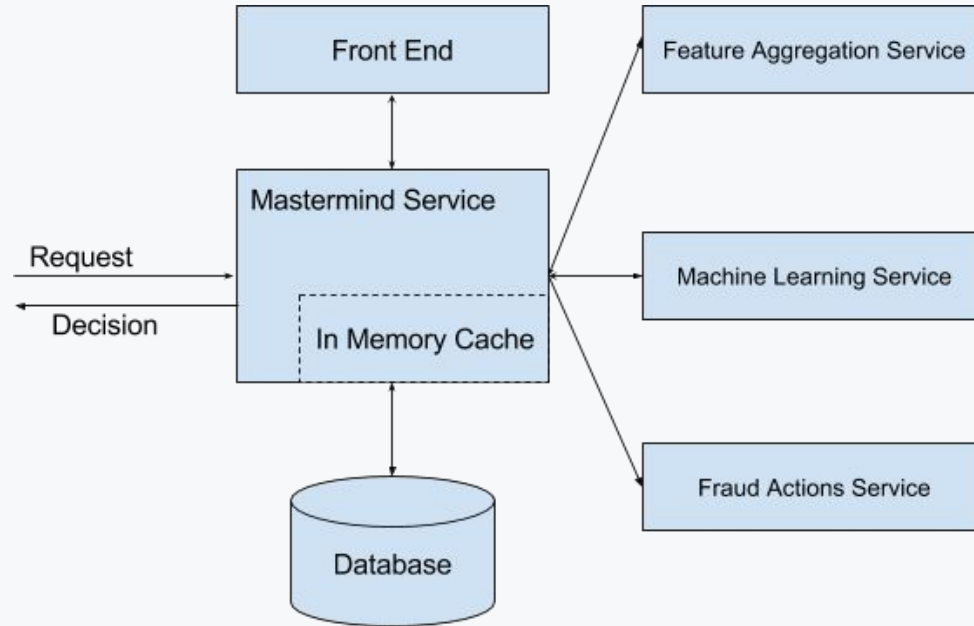 Front End
Feature Aggregation Service
Mastermind Service
Request
Machine Learning Service
Decision
In Memory Cache
Fraud Actions Service
Database